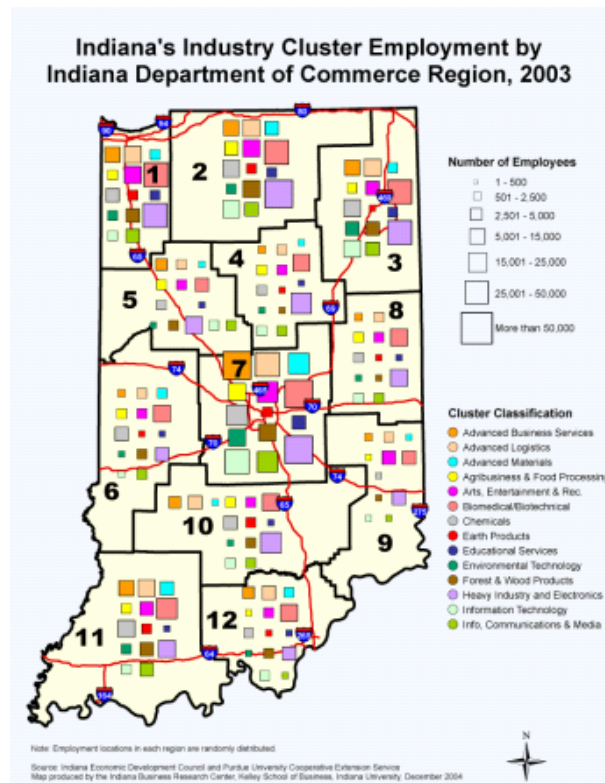 Indiana's Industry Cluster Employment by
Indiana Department of Commerce Region, 2003
80
90
94
1
2
Number of Employees
1 - 500
501 - 2,500
2,501 - 5,000
5,001 - 15,000
15,001 - 25,000
25,001 - 50,000
More than 50,000
469
3
4
65
5
69
8
7
74
465
70
Cluster Classification
Advanced Business Services
Advanced Logistics
Advanced Materials
Agribusiness & Food Processing
Arts, Entertainment & Rec.
Biomedical/Biotechnical
Chemicals
Earth Products
Educational Services
Environmental Technology
Forest & Wood Products
Heavy Industry and Electronics
Information Technology
Info, Communications & Media
70
74
6
65
10
275
9
11
12
265
64
164
N
Note: Employment locations in each region are randomly distributed.
Source: Indiana Economic Development Council and Purdue University Cooperative Extension Service
Map produced by the Indiana Business Research Center, Kelley School of Business, Indiana University, December 2004